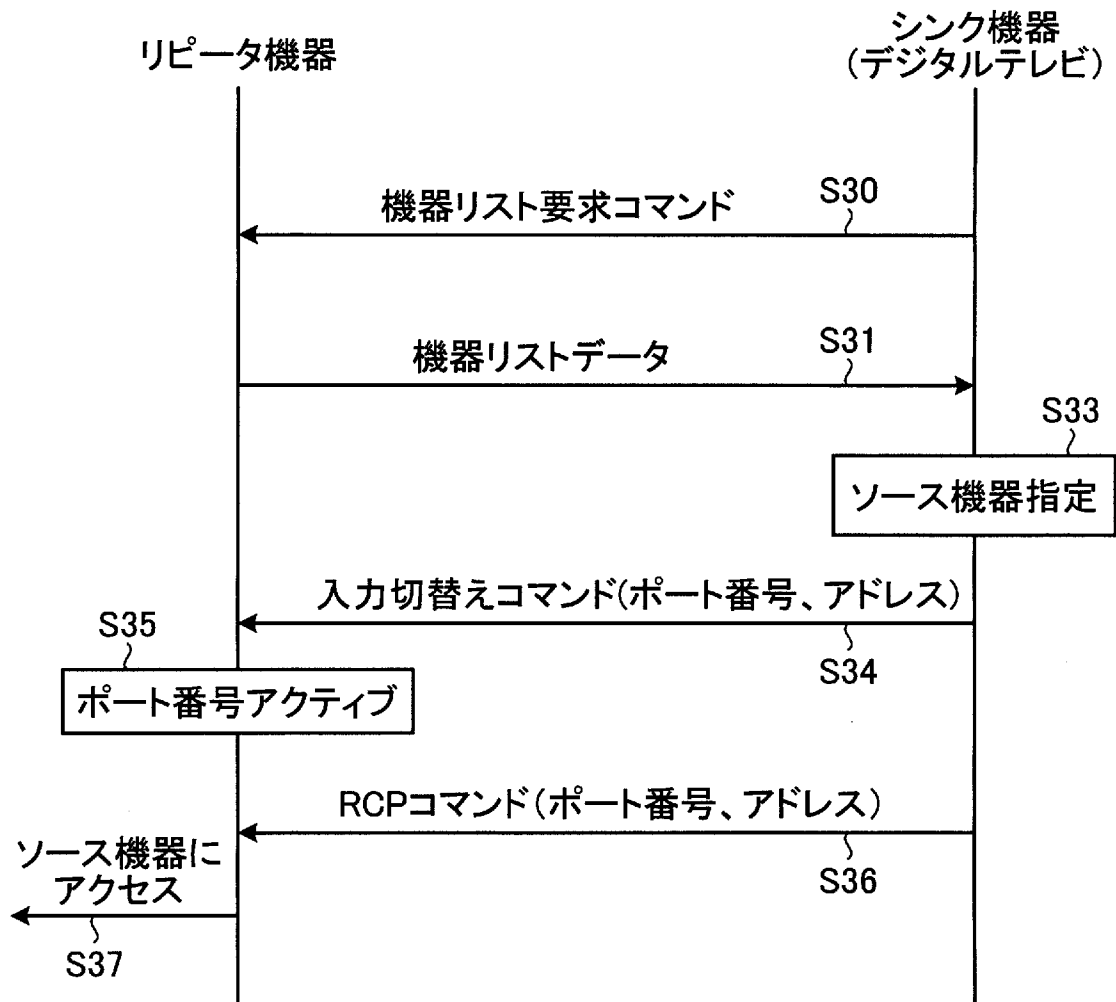 リピータ機器
シンク機器
(デジタルテレビ)
S30
機器リスト要求コマンド
S31
機器リストデータ
S33
ソース機器指定
入力切替えコマンド(ポート番号、アドレス)
S34
S35
ポート番号アクティブ
RCPコマンド(ポート番号、アドレス)
S36
ソース機器に
アクセス
S37